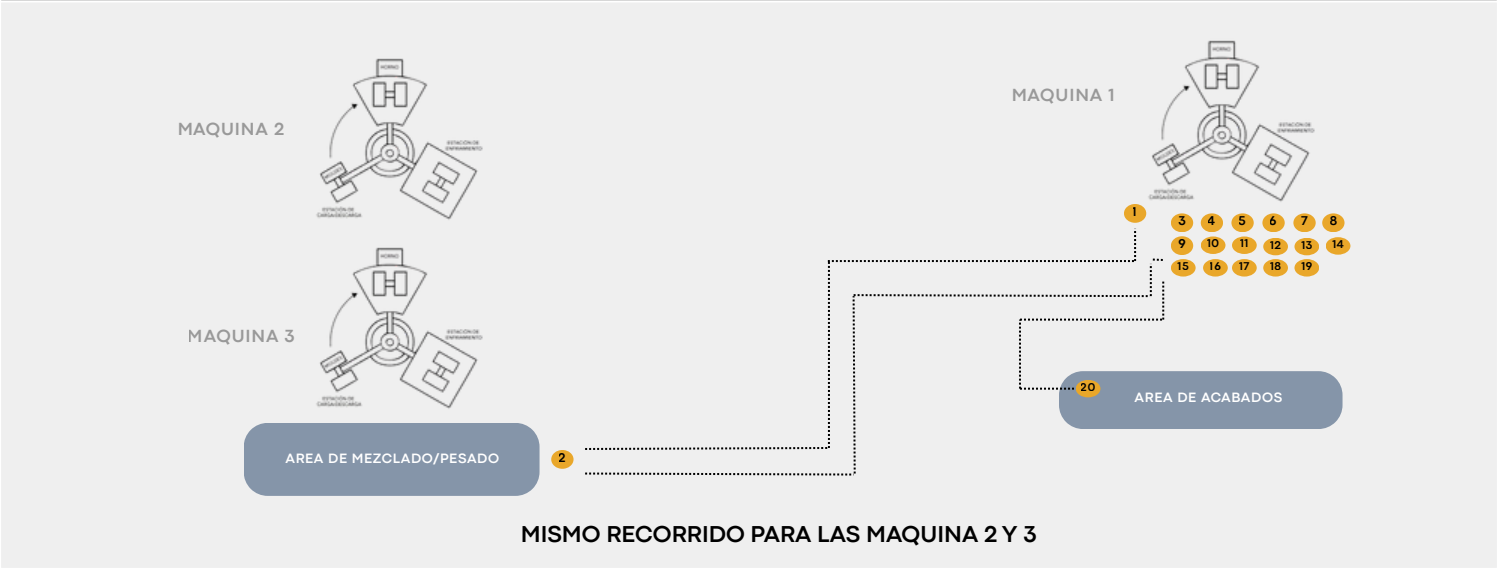 HORNO
MAQUINA 1
HORNO
MAQUINA 2
ESTACIÓN DE
ENFRIAMIENTO
ESTACIÓN DE
ENFRIAMIENTO
MOLDES
MOLDES
ESTACIÓN DE
CARGA/DESCARGA
ESTACIÓN DE
CARGA/DESCARGA
1
3 4 5 6 7 8
9 10 11 12 13 14
15 16 17 18 19
HORNO
MAQUINA 3
ESTACIÓN DE
ENFRIAMIENTO
MOLDES
ESTACIÓN DE
CARGA/DESCARGA
20
AREA DE ACABADOS
AREA DE MEZCLADO/PESADO
2
MISMO RECORRIDO PARA LAS MAQUINA 2 Y 3